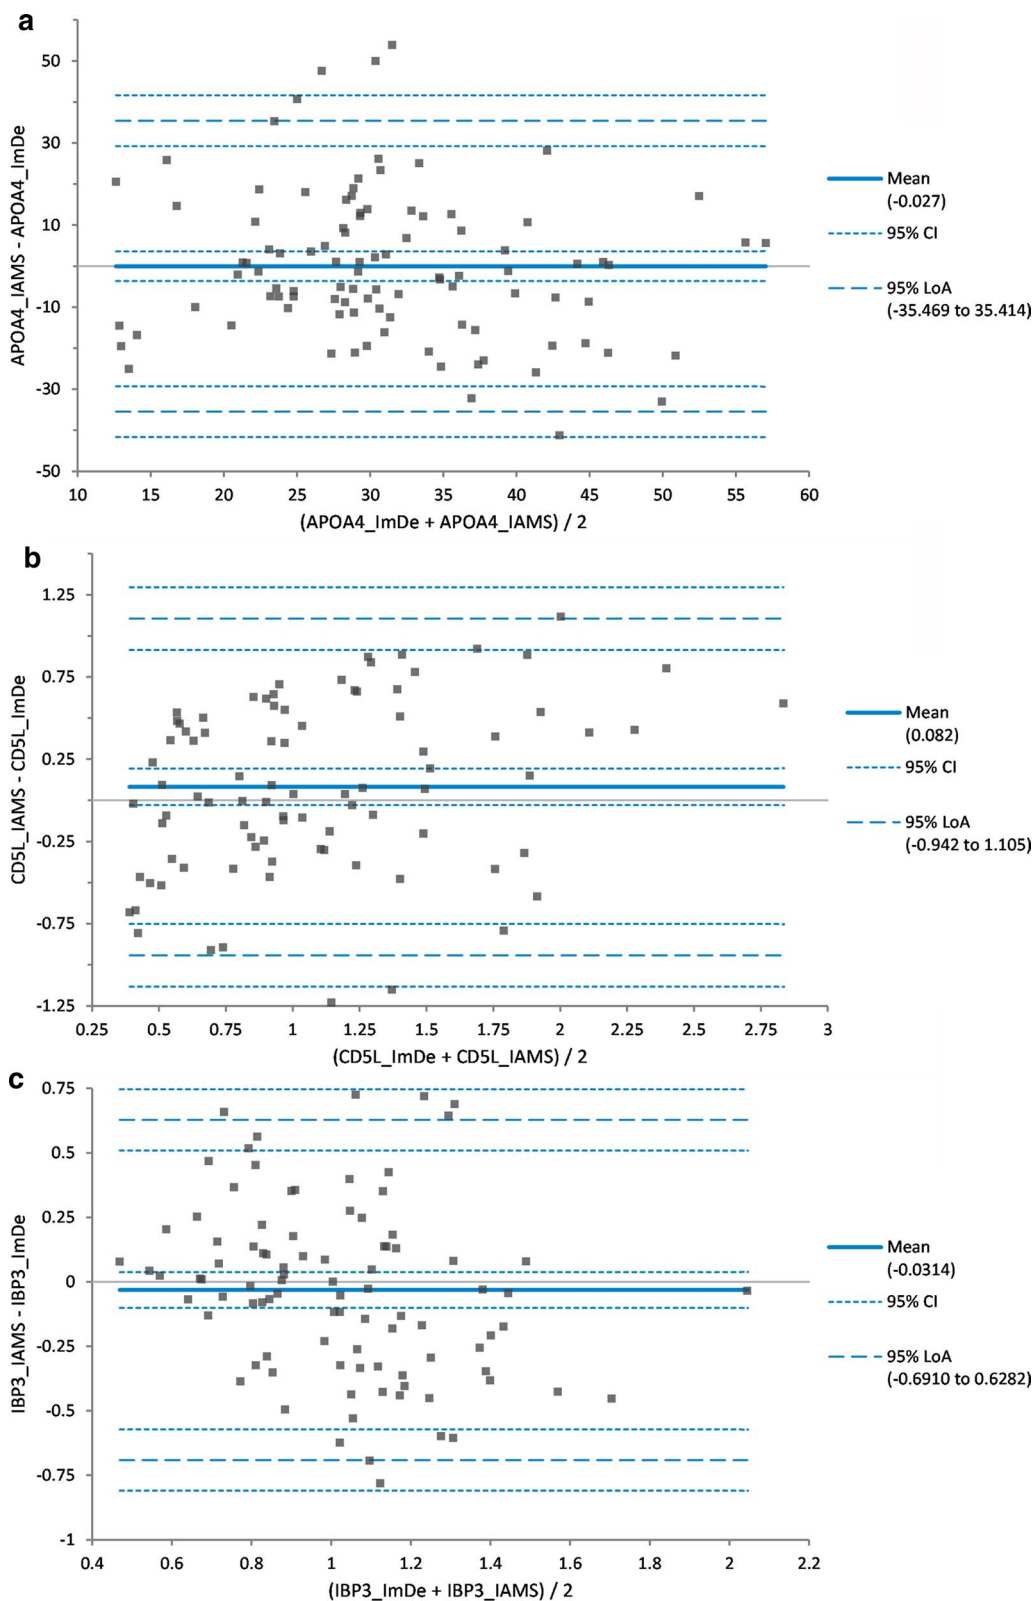 a
APOA4_IAMS - APOA4_ImDe
50
30
10
-10
-30
-50
10 15 20 25 30 35 40 45 50 55 60
(APOA4_ImDe + APOA4_IAMS) / 2
Mean
(-0.027)
95% CI
95% LoA
(-35.469 to 35.414)
b
CD5L_IAMS - CD5L_ImDe
1.25
0.75
0.25
-0.25
-0.75
-1.25
0.25 0.5 0.75 1 1.25 1.5 1.75 2 2.25 2.5 2.75 3
(CD5L_ImDe + CD5L_IAMS) / 2
Mean
(0.082)
95% CI
95% LoA
(-0.942 to 1.105)
c
IBP3_IAMS - IBP3_ImDe
0.75
0.5
0.25
0
-0.25
-0.5
-0.75
-1
0.4 0.6 0.8 1 1.2 1.4 1.6 1.8 2 2.2
(IBP3_ImDe + IBP3_IAMS) / 2
Mean
(-0.0314)
95% CI
95% LoA
(-0.6910 to 0.6282)